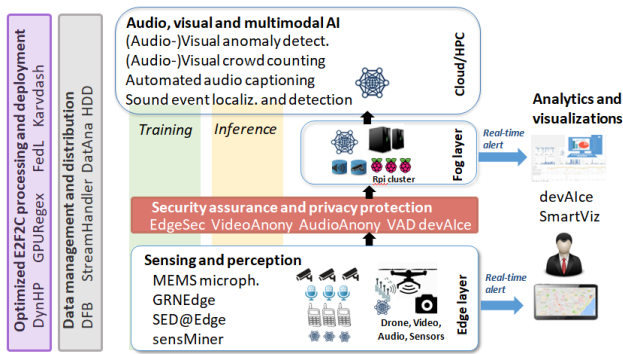 Optimized E2F2C processing and deployment
DynHP GPURegex FedL Karvdash
Data management and distribution
DFB StreamHandler DatAna HDD
Audio, visual and multimodal AI
(Audio-)Visual anomaly detect.
(Audio-)Visual crowd counting
Automated audio captioning
Sound event localiz. and detection
Cloud/HPC
Training Inference
Rpi cluster
Fog layer
Security assurance and privacy protection
EdgeSec VideoAnony AudioAnony VAD devAIce
Sensing and perception
MEMS microph.
GRNEdge
SED@Edge
sensMiner
Drone, Video,
Audio, Sensors
Edge layer
Real-time
alert
Real-time
alert
Analytics and
visualizations
devAIce
SmartViz